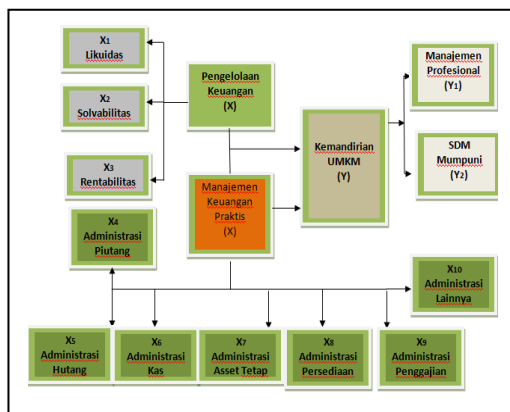 X1
Likuidas
X2
Solvabilitas
X3
Rentabilitas
X4
Administrasi
Piutang
Pengelolaan
Keuangan
(X)
Manajemen
Keuangan
Praktis
(X)
Kemandirian
UMKM
(Y)
Manajemen
Profesional
(Y1)
SDM
Mumpuni
(Y2)
X10
Administrasi
Lainnya
X5
Administrasi
Hutang
X6
Administrasi
Kas
X7
Administrasi
Asset Tetap
X8
Administrasi
Persediaan
X9
Administrasi
Penggajian